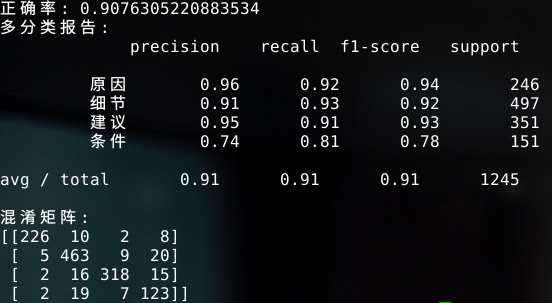 正确率: 0.9076305220883534
多分类报告:
precision recall f1-score support
原因 0.96 0.92 0.94 246
细节 0.91 0.93 0.92 497
建议 0.95 0.91 0.93 351
条件 0.74 0.81 0.78 151
avg / total 0.91 0.91 0.91 1245
混淆矩阵:
[[226 10 2 8]
[ 5 463 9 20]
[ 2 16 318 15]
[ 2 19 7 123]]